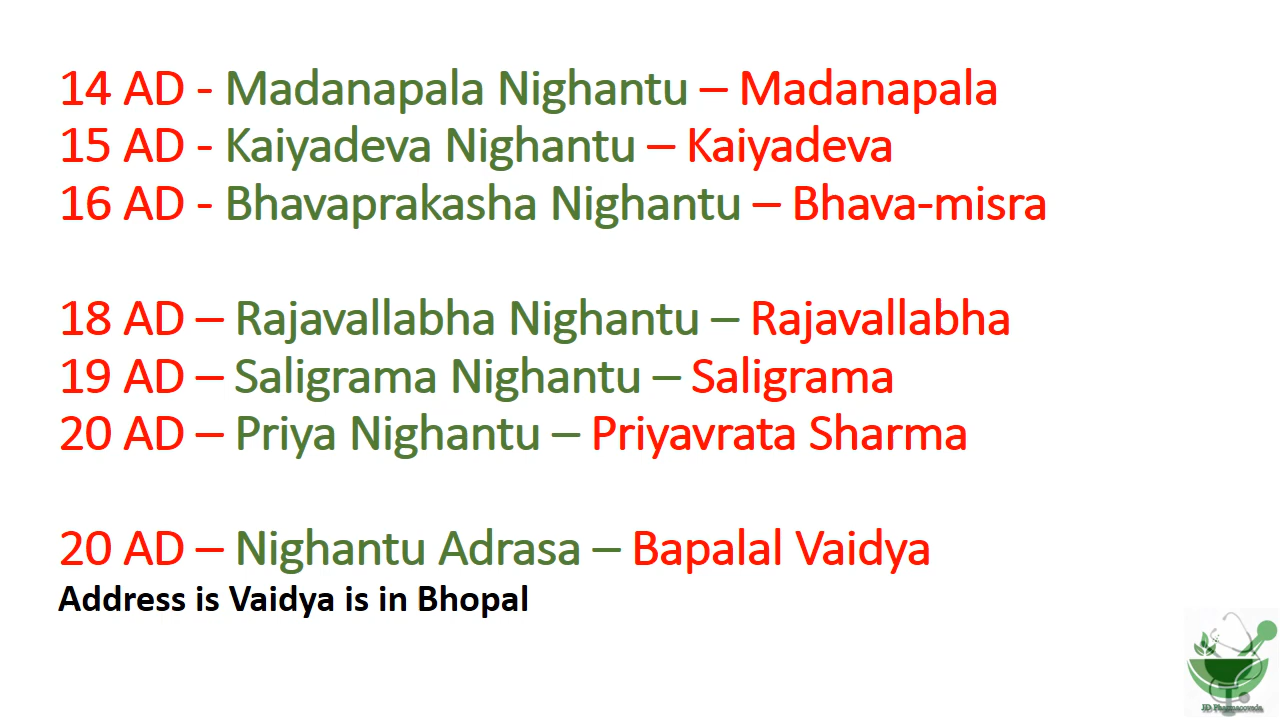 14 AD - Madanapala Nighantu – Madanapala
15 AD - Kaiyadeva Nighantu – Kaiyadeva
16 AD - Bhavaprakasha Nighantu – Bhava-misra
18 AD – Rajavallabha Nighantu – Rajavallabha
19 AD – Saligrama Nighantu – Saligrama
20 AD – Priya Nighantu – Priyavrata Sharma
20 AD – Nighantu Adrasa – Bapalal Vaidya
Address is Vaidya is in Bhopal
JD Pharmacoveda